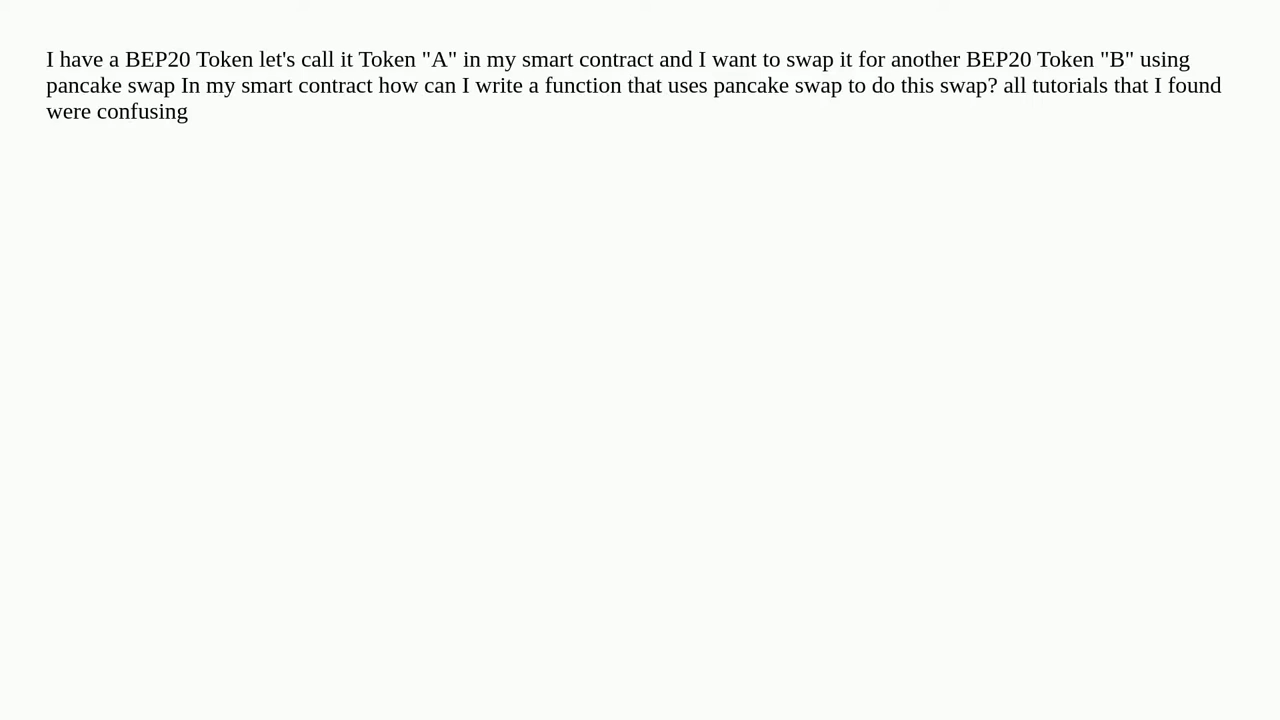 I have a BEP20 Token let's call it Token "A" in my smart contract and I want to swap it for another BEP20 Token "B" using
pancake swap In my smart contract how can I write a function that uses pancake swap to do this swap? all tutorials that I found
were confusing